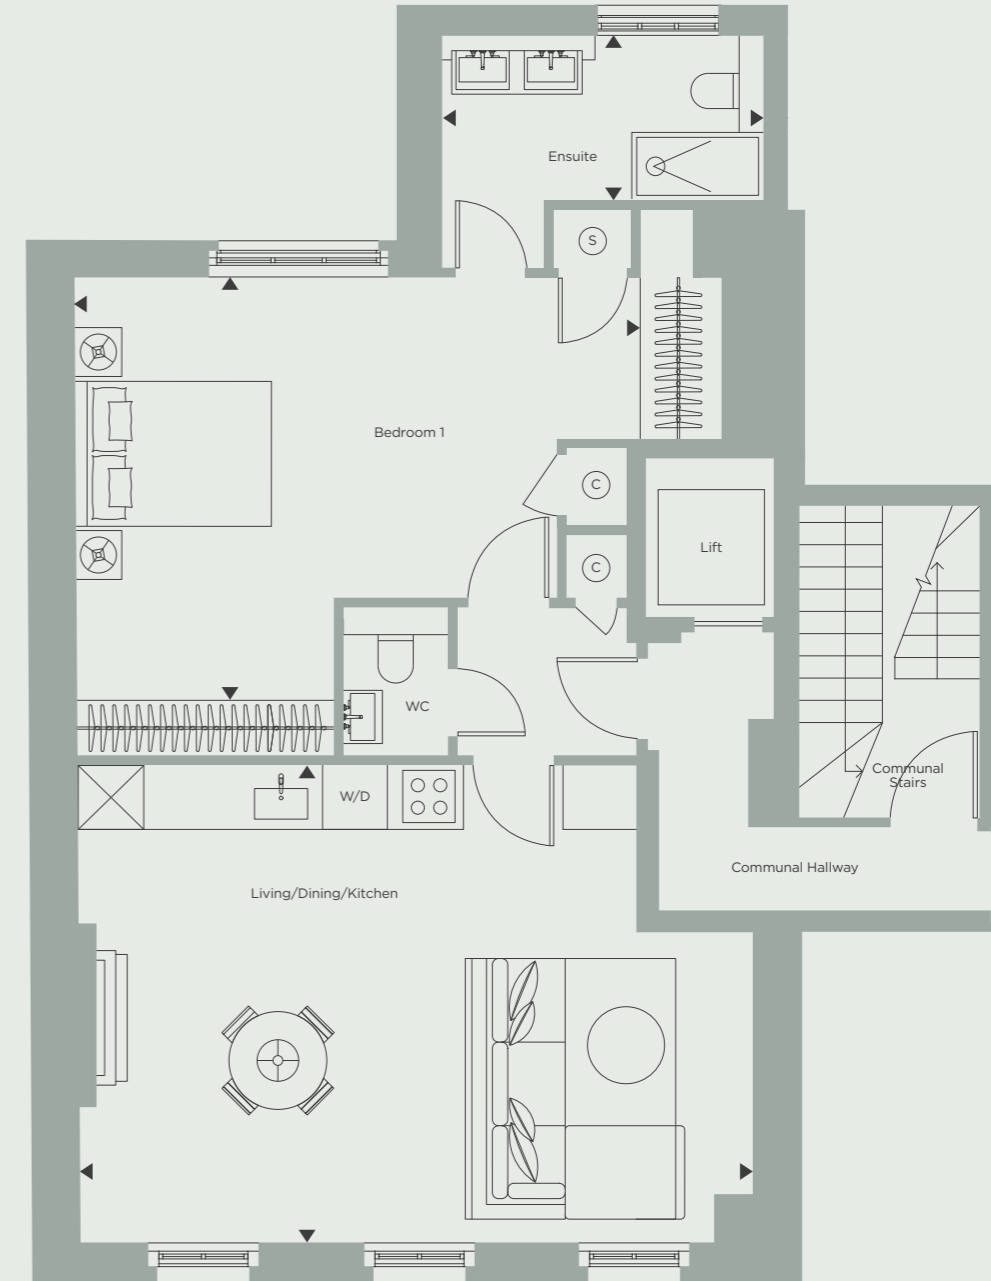 Ensuite
S
Bedroom 1
C
Lift
C
WC
W/D
Communal
Stairs
Communal Hallway
Living/Dining/Kitchen